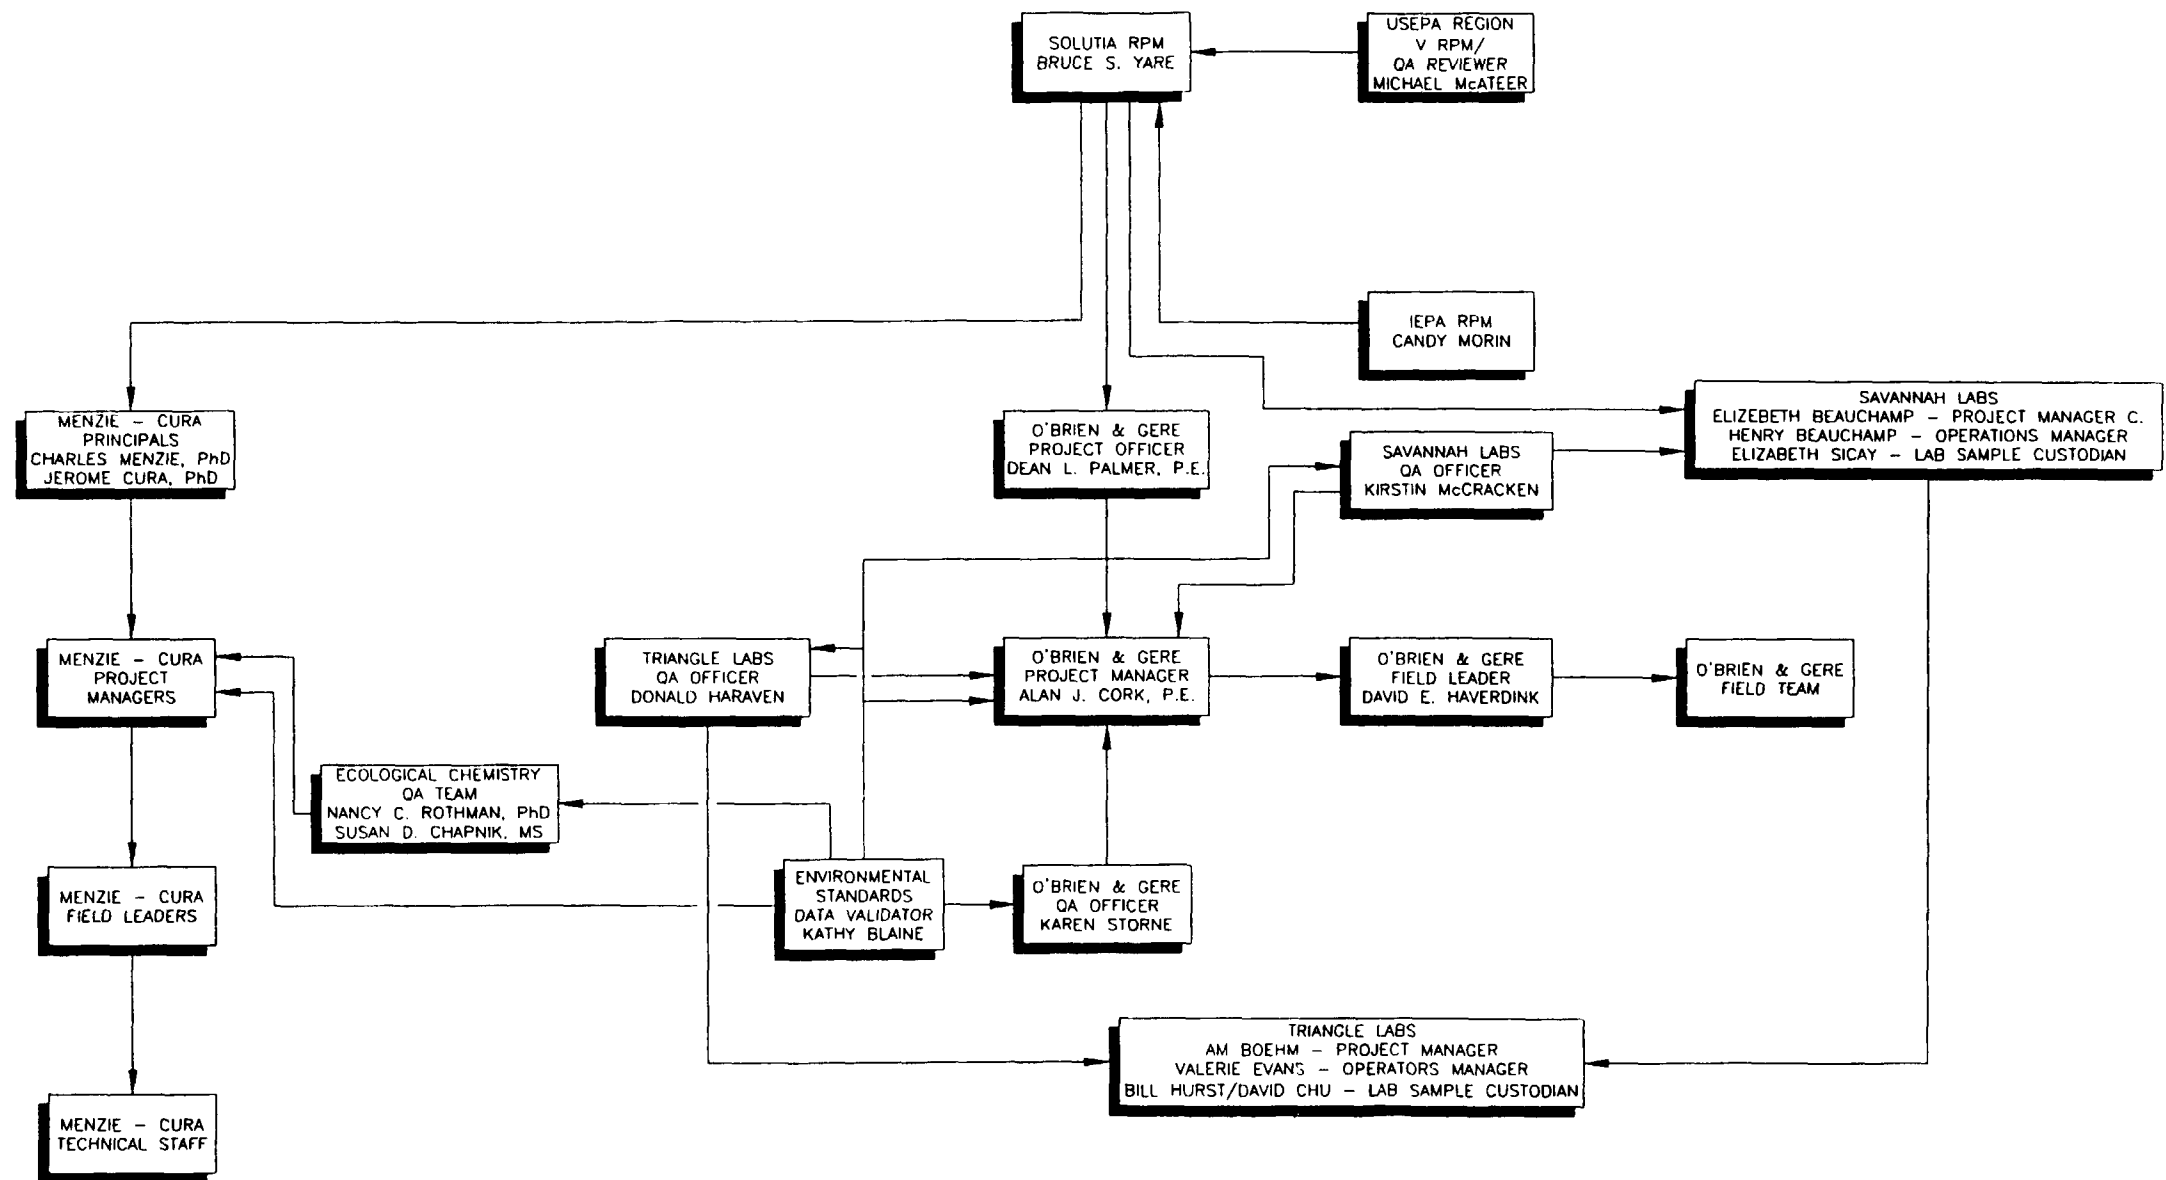 SOLUTIA RPM
BRUCE S. YARE
USEPA REGION
V RPM/
QA REVIEWER
MICHAEL McATEER
IEPA RPM
CANDY MORIN
MENZIE – CURA
PRINCIPALS
CHARLES MENZIE, PhD
JEROME CURA, PhD
O'BRIEN & GERE
PROJECT OFFICER
DEAN L. PALMER, P.E.
SAVANNAH LABS
QA OFFICER
KIRSTIN McCRACKEN
SAVANNAH LABS
ELIZEBETH BEAUCHAMP – PROJECT MANAGER C.
HENRY BEAUCHAMP – OPERATIONS MANAGER
ELIZABETH SICAY – LAB SAMPLE CUSTODIAN
MENZIE – CURA
PROJECT
MANAGERS
TRIANGLE LABS
QA OFFICER
DONALD HARAVEN
O'BRIEN & GERE
PROJECT MANAGER
ALAN J. CORK, P.E.
O'BRIEN & GERE
FIELD LEADER
DAVID E. HAVERDINK
O'BRIEN & GERE
FIELD TEAM
ECOLOGICAL CHEMISTRY
QA TEAM
NANCY C. ROTHMAN, PhD
SUSAN D. CHAPNIK, MS
MENZIE – CURA
FIELD LEADERS
ENVIRONMENTAL
STANDARDS
DATA VALIDATOR
KATHY BLAINE
O'BRIEN & GERE
QA OFFICER
KAREN STORNE
TRIANGLE LABS
AM BOEHM – PROJECT MANAGER
VALERIE EVANS – OPERATORS MANAGER
BILL HURST/DAVID CHU – LAB SAMPLE CUSTODIAN
MENZIE – CURA
TECHNICAL STAFF